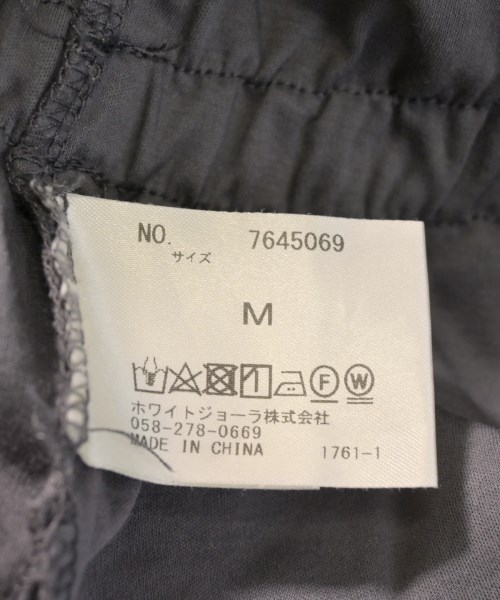 NO. 7645069
サイズ
M
F W
ホワイトジョーラ株式会社
058-278-0669
MADE IN CHINA 1761-1